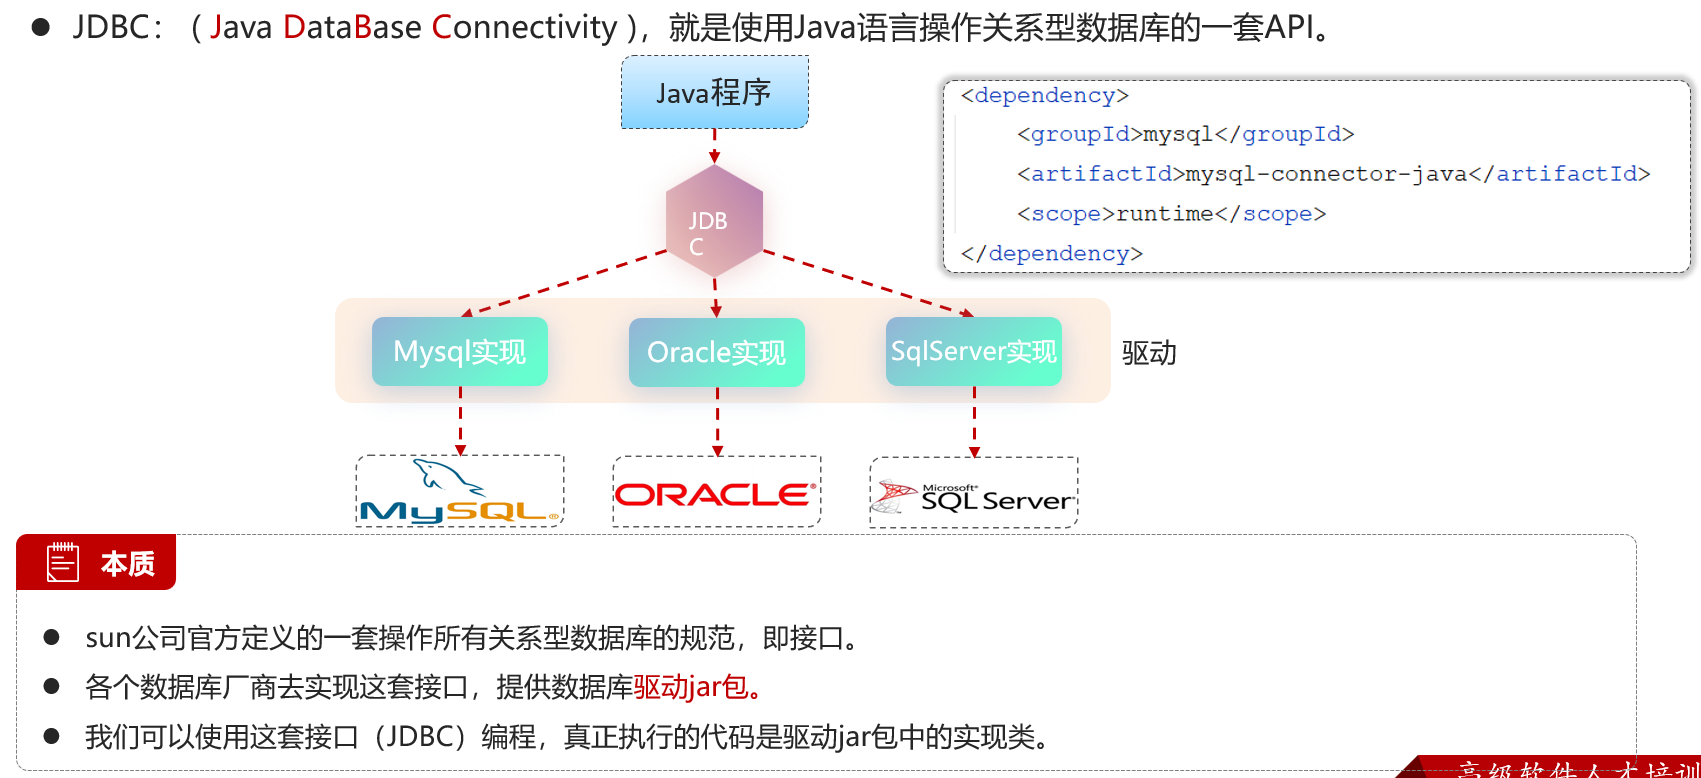 JDBC：（ Java DataBase Connectivity ），就是使用Java语言操作关系型数据库的一套API。
Java程序
<dependency>
<groupId>mysql</groupId>
<artifactId>mysql-connector-java</artifactId>
<scope>runtime</scope>
</dependency>
JDB
C
Mysql实现
Oracle实现
SqlServer实现
驱动
MySQL®
ORACLE®
Microsoft®
SQL Server
本质
sun公司官方定义的一套操作所有关系型数据库的规范，即接口。
各个数据库厂商去实现这套接口，提供数据库驱动jar包。
我们可以使用这套接口（JDBC）编程，真正执行的代码是驱动jar包中的实现类。
高级软件人才培训